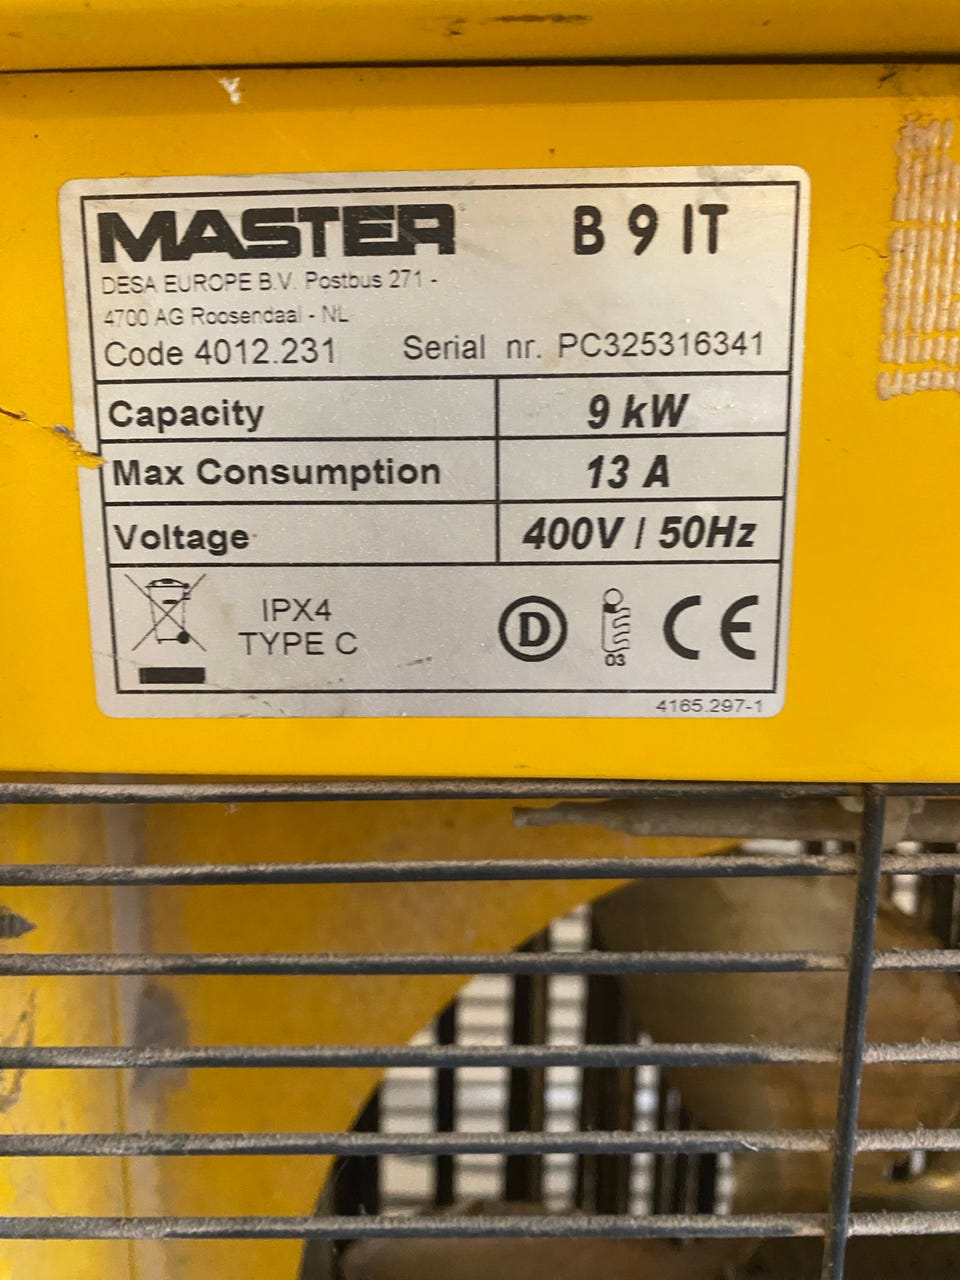 MASTER B 9 IT
DESA EUROPE B.V. Postbus 271 -
4700 AG Roosendaal - NL
Code 4012.231 Serial nr. PC325316341
Capacity 9 kW
Max Consumption 13 A
Voltage 400V / 50Hz
IPX4
TYPE C
D
03
CE
4165.297-1